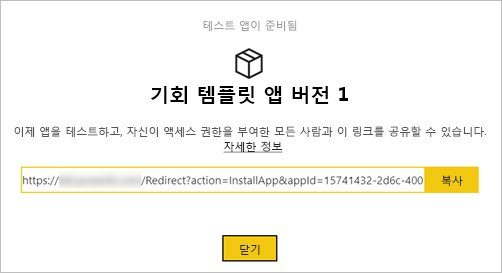 테스트 앱이 준비됨
기회 템플릿 앱 버전 1
이제 앱을 테스트하고, 자신이 액세스 권한을 부여한 모든 사람과 이 링크를 공유할 수 있습니다.
자세한 정보
https:// /Redirect?action=InstallApp&appId=15741432-2d6c-400 복사
닫기